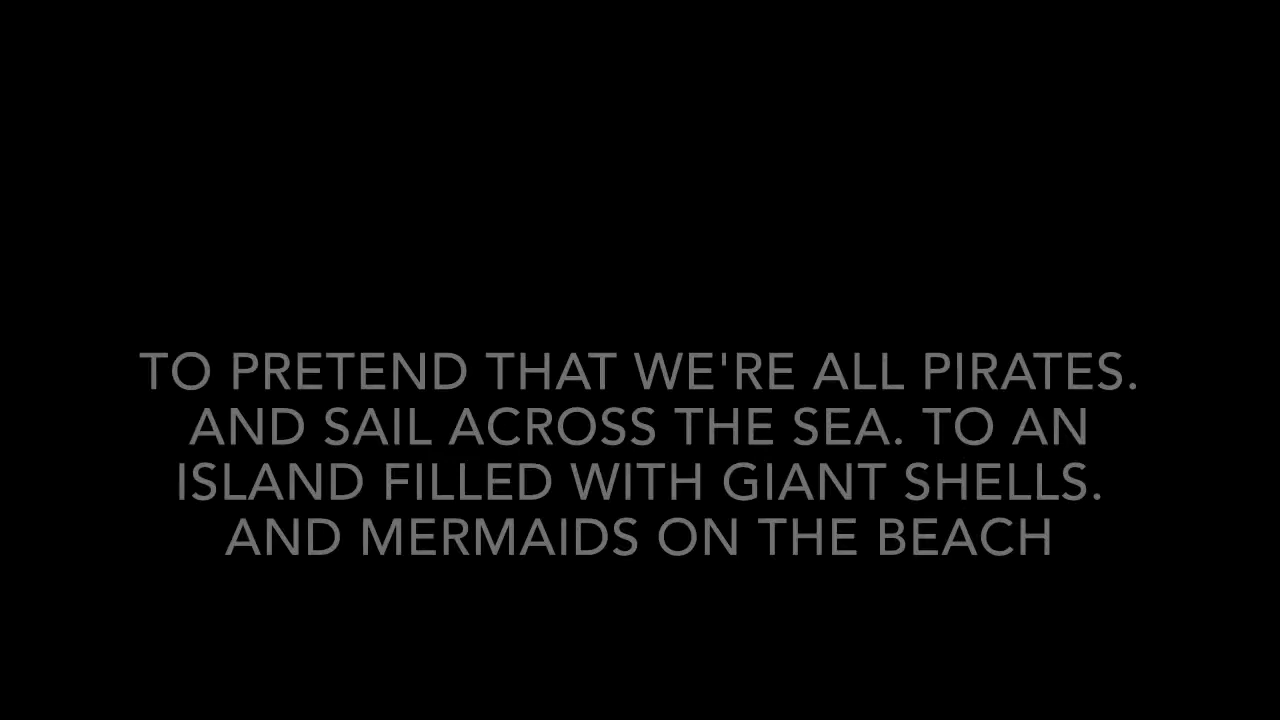 TO PRETEND THAT WE'RE ALL PIRATES.
AND SAIL ACROSS THE SEA. TO AN
ISLAND FILLED WITH GIANT SHELLS.
AND MERMAIDS ON THE BEACH